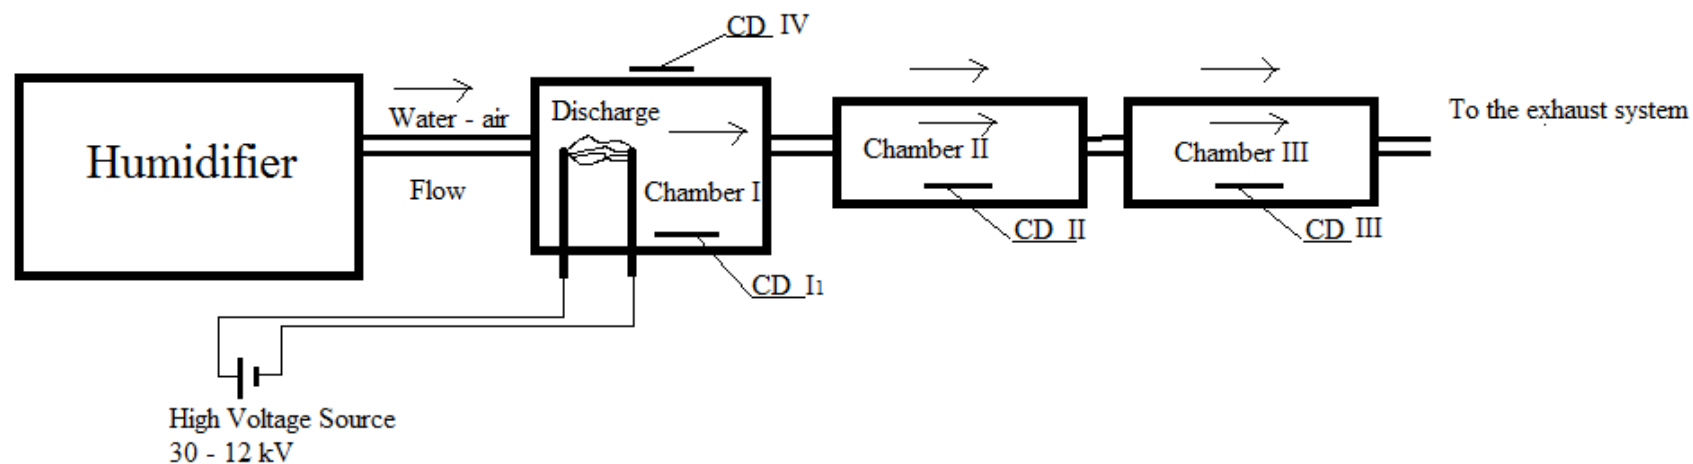 CD IV
Humidifier
Water - air
Flow
Discharge
Chamber I
CD I1
Chamber II
CD II
Chamber III
CD III
To the exhaust system
High Voltage Source
30 - 12 kV